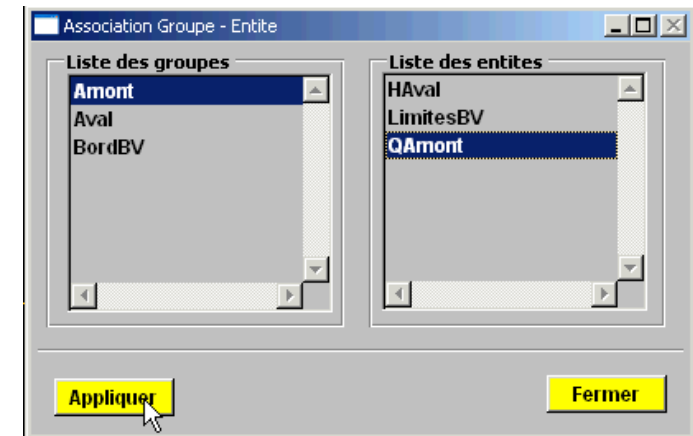 Association Groupe - Entite
Liste des groupes
Amont
Aval
BordBV
Liste des entites
HAval
LimitesBV
QAmont
Appliquer
Fermer